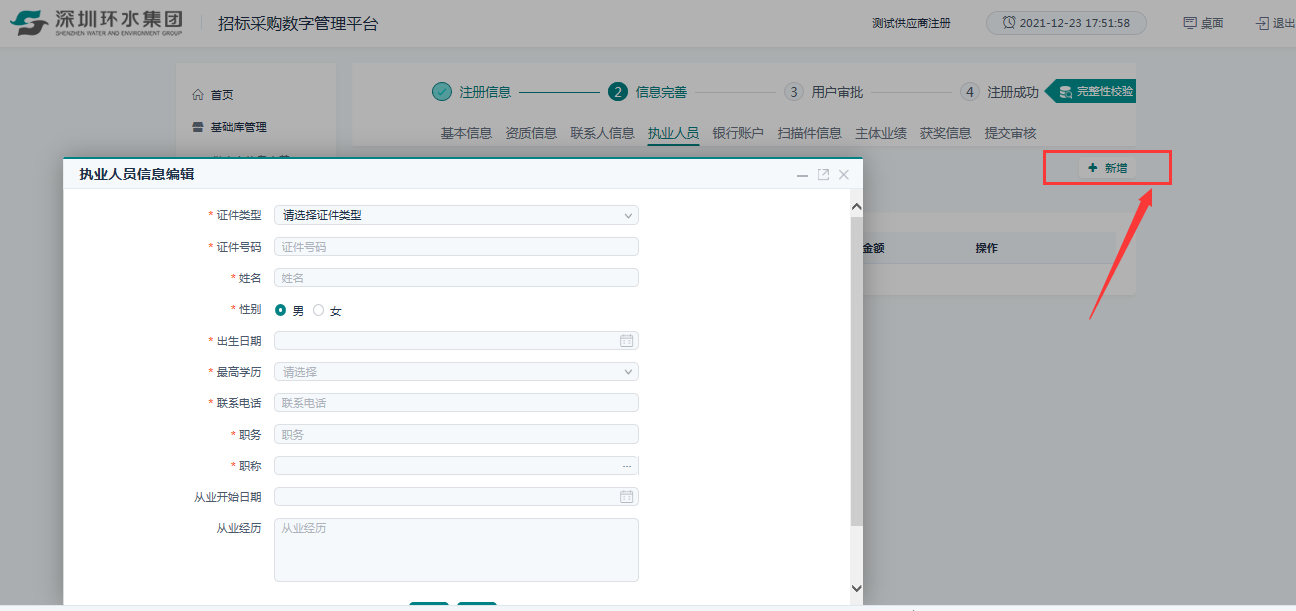 深圳环水集团
SHENZHEN WATER AND ENVIRONMENT GROUP
招标采购数字管理平台
测试供应商注册
2021-12-23 17:51:58
桌面
退出
首页
基础库管理
注册信息
2 信息完善
3 用户审批
4 注册成功
完整性校验
基本信息 资质信息 联系人信息 执业人员 银行账户 扫描件信息 主体业绩 获奖信息 提交审核
+ 新增
金额 操作
执业人员信息编辑
* 证件类型 请选择证件类型
* 证件号码 证件号码
* 姓名 姓名
* 性别 男 女
* 出生日期
* 最高学历 请选择
* 联系电话 联系电话
* 职务 职务
* 职称 ...
从业开始日期
从业经历 从业经历